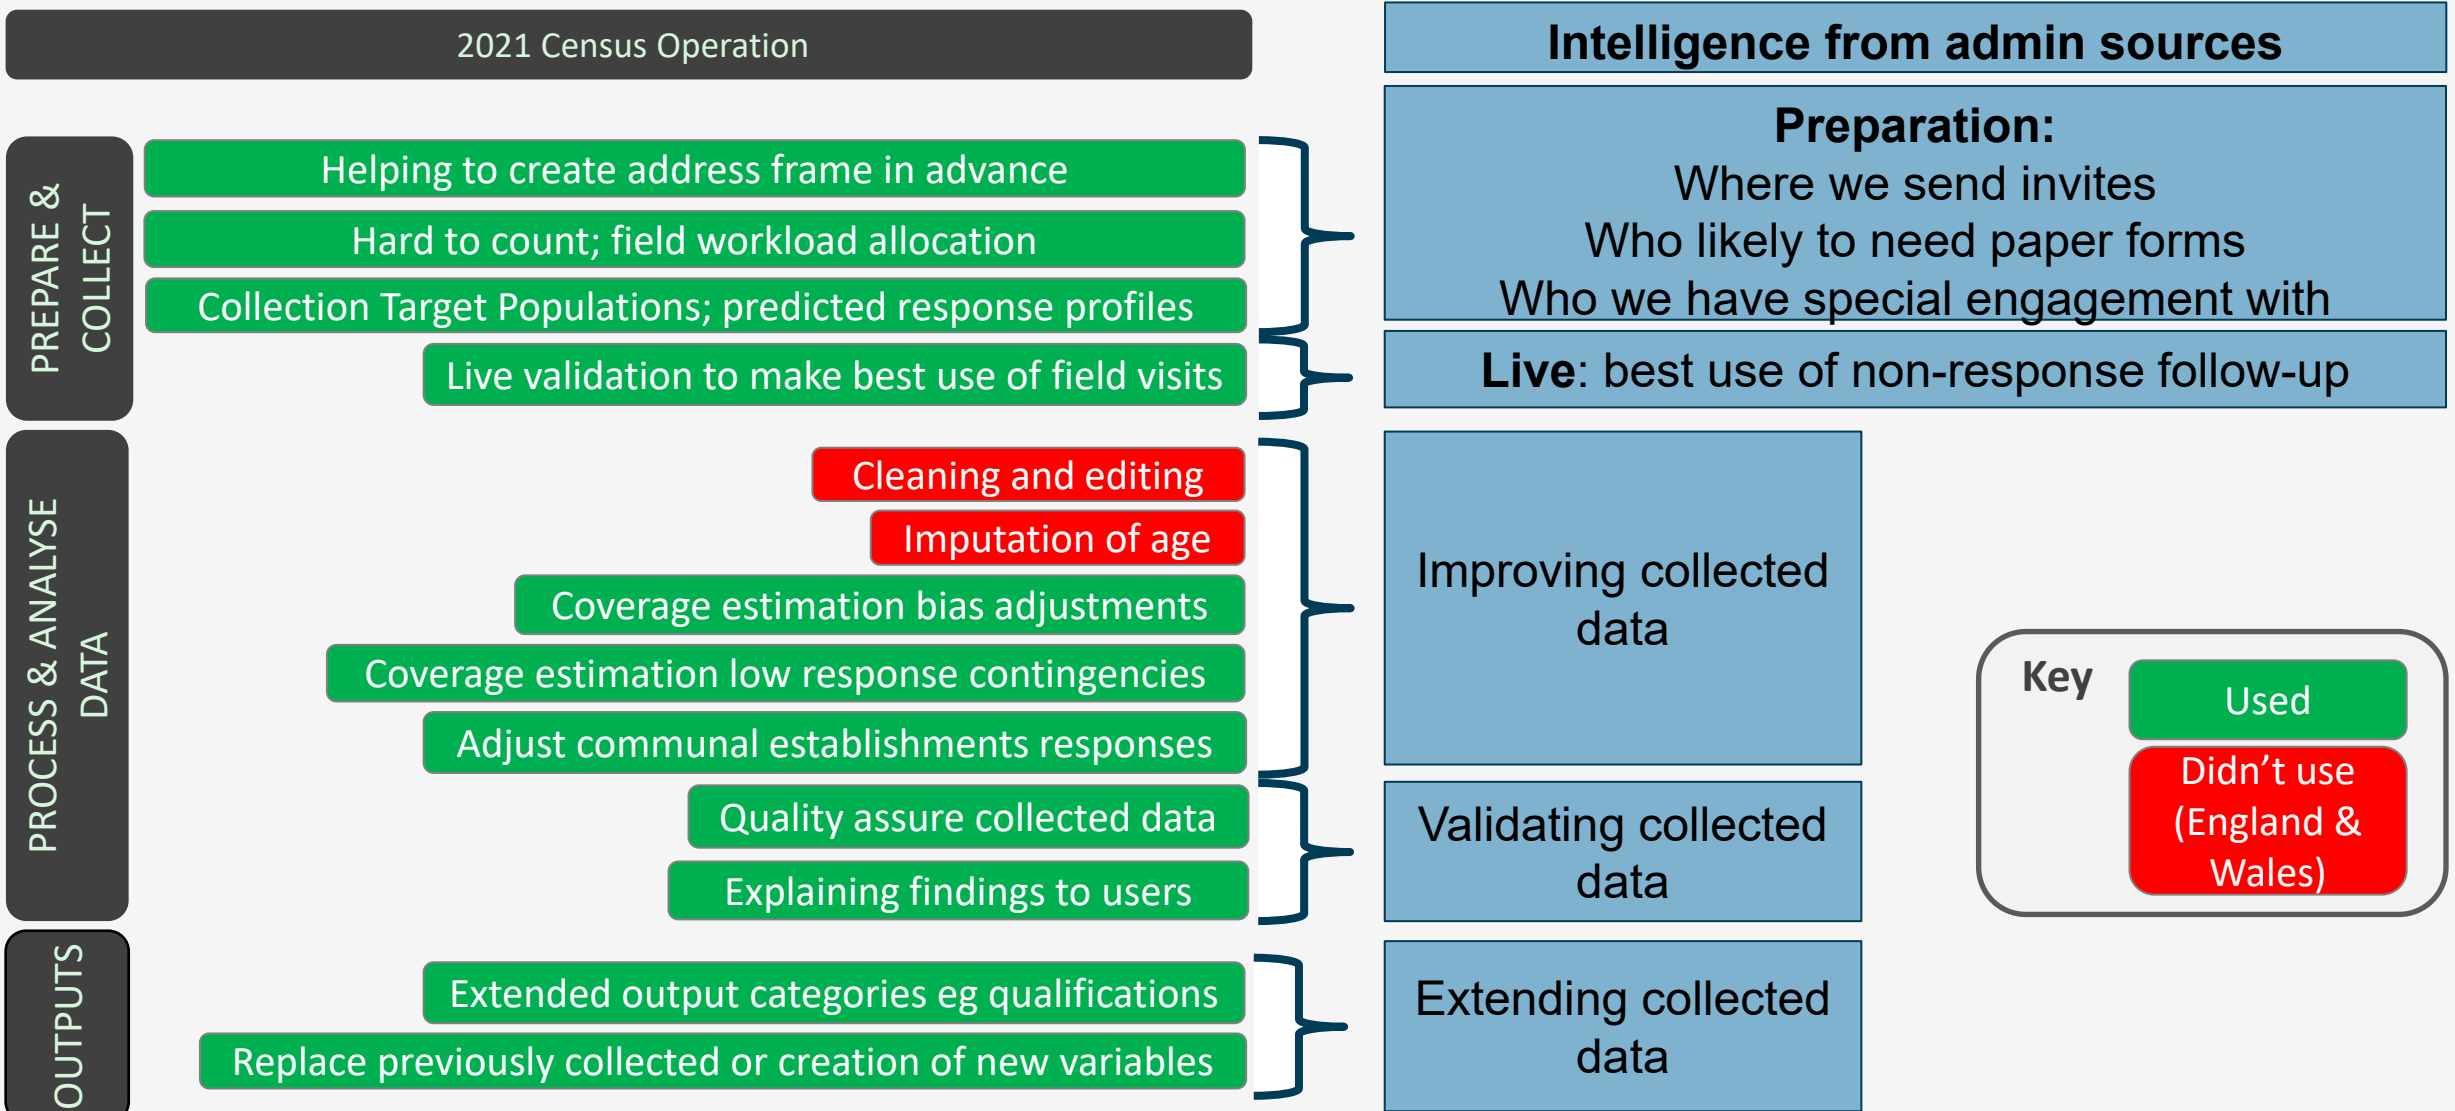 2021 Census Operation
Intelligence from admin sources
PREPARE &
COLLECT
Helping to create address frame in advance
Hard to count; field workload allocation
Collection Target Populations; predicted response profiles
Live validation to make best use of field visits
Preparation:
Where we send invites
Who likely to need paper forms
Who we have special engagement with
Live: best use of non-response follow-up
PROCESS & ANALYSE
DATA
Cleaning and editing
Imputation of age
Coverage estimation bias adjustments
Coverage estimation low response contingencies
Adjust communal establishments responses
Quality assure collected data
Explaining findings to users
Improving collected
data
Validating collected
data
Key
Used
Didn’t use
(England &
Wales)
OUTPUTS
Extended output categories eg qualifications
Replace previously collected or creation of new variables
Extending collected
data